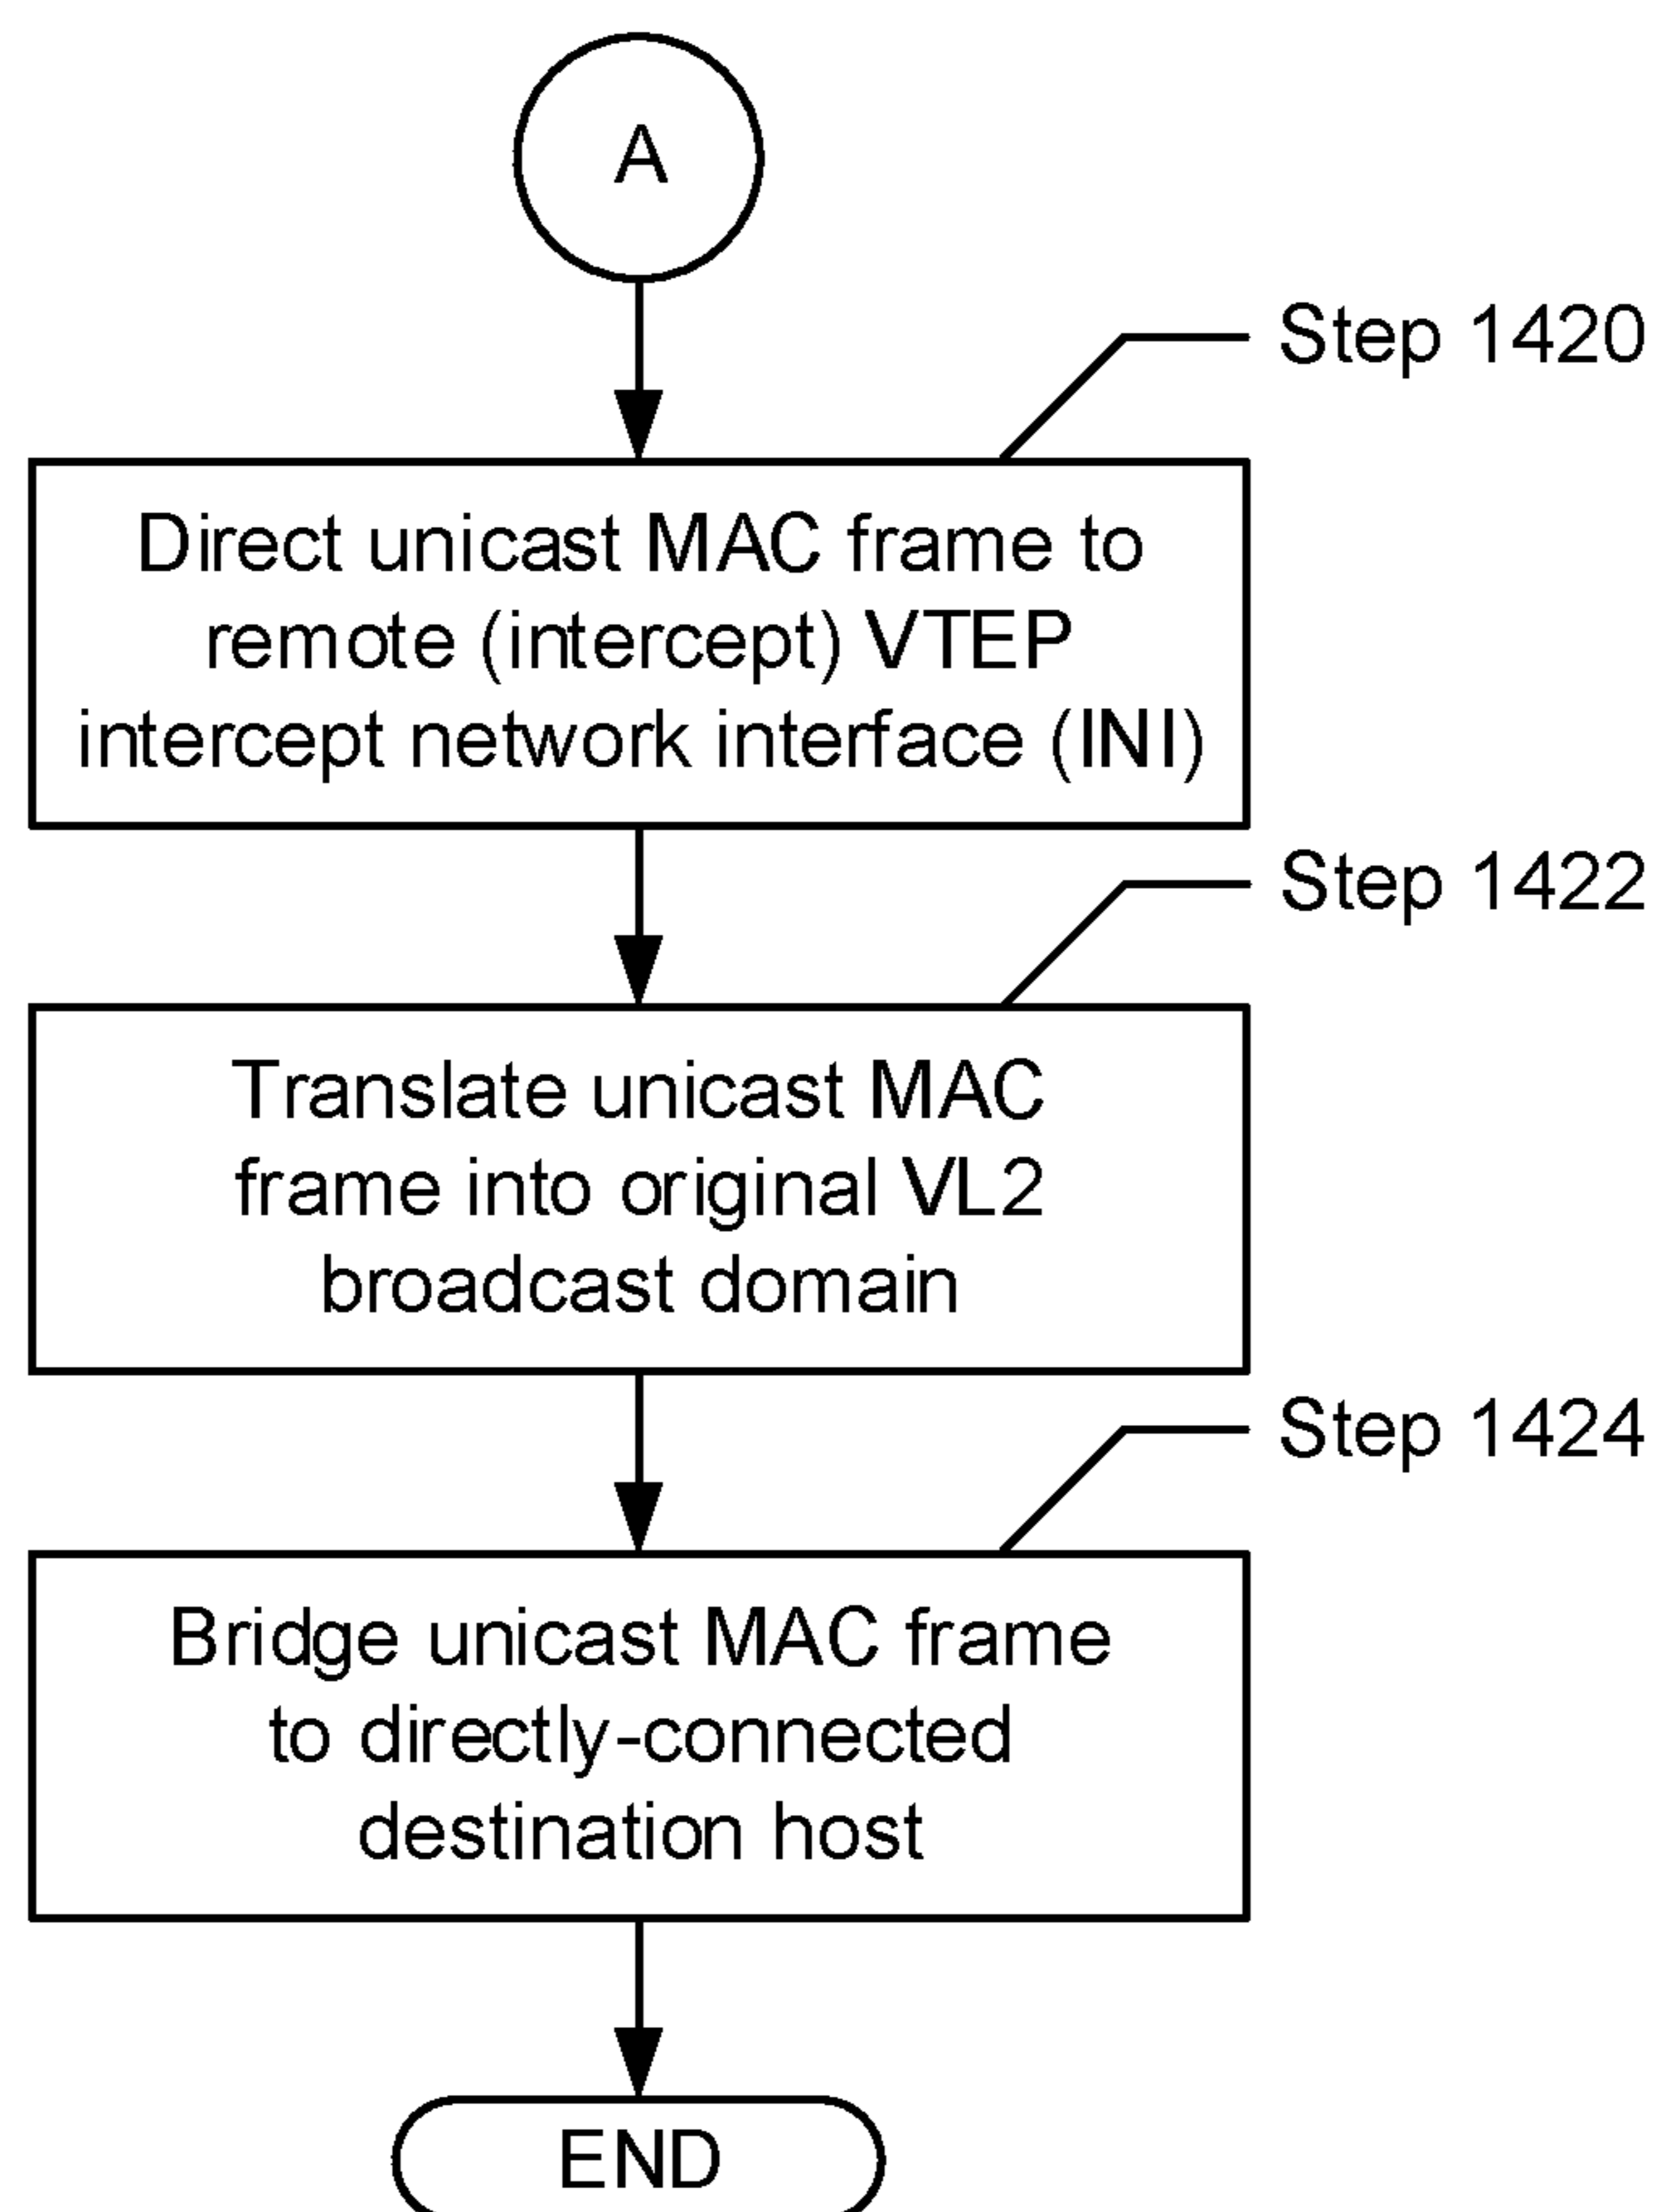 A
Step 1420
Direct unicast MAC frame to
remote (intercept) VTEP
intercept network interface (INI)
Step 1422
Translate unicast MAC
frame into original VL2
broadcast domain
Step 1424
Bridge unicast MAC frame
to directly-connected
destination host
END